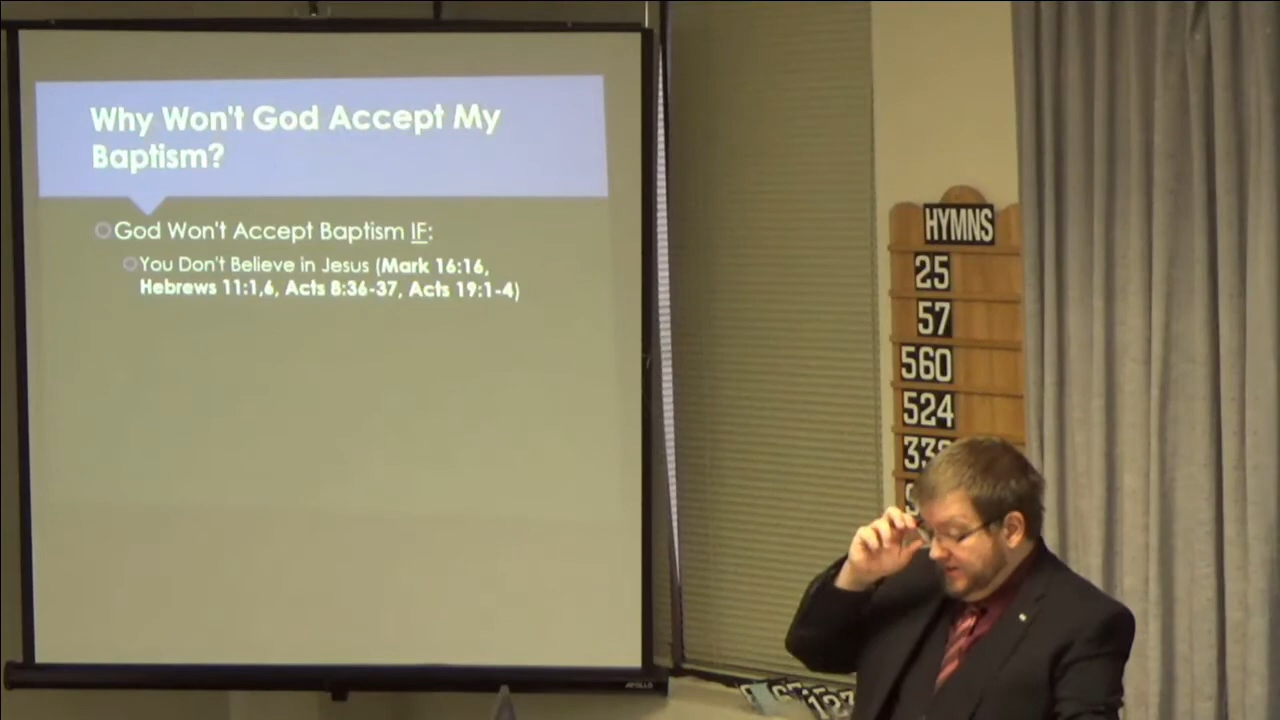 Why Won't God Accept My
Baptism?
God Won't Accept Baptism IF:
You Don't Believe in Jesus (Mark 16:16,
Hebrews 11:1,6, Acts 8:36-37, Acts 19:1-4)
HYMNS
25
57
560
524
APOLLO